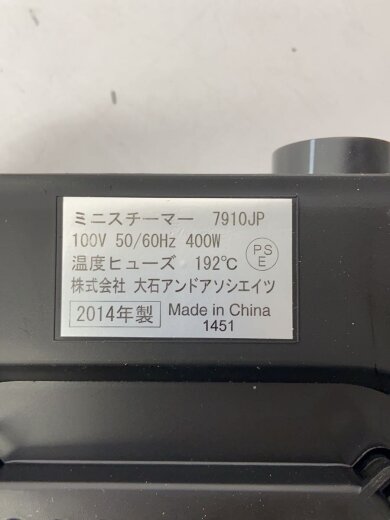 ミニスチーマー 7910JP
100V 50/60Hz 400W
温度ヒューズ 192℃
PS
E
株式会社 大石アンドアソシエイツ
2014年製 Made in China
1451